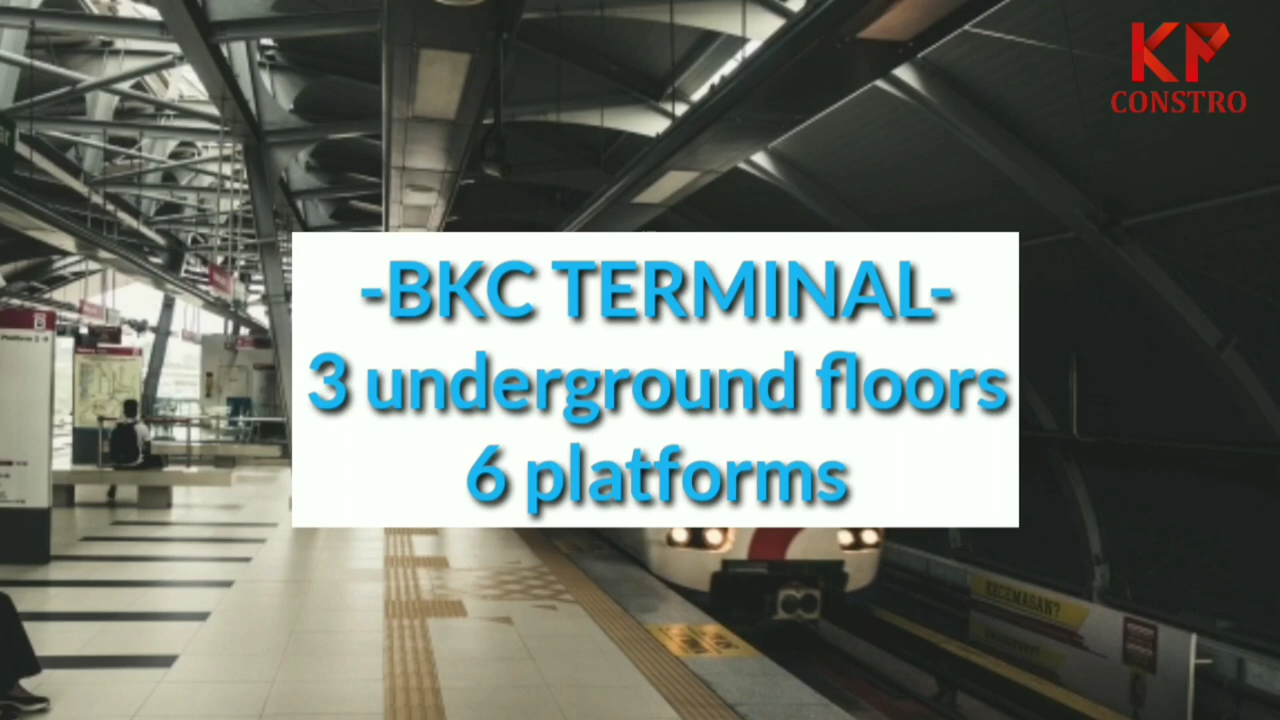 KP
CONSTRO
-BKC TERMINAL-
3 underground floors
6 platforms
KECEMASAN?